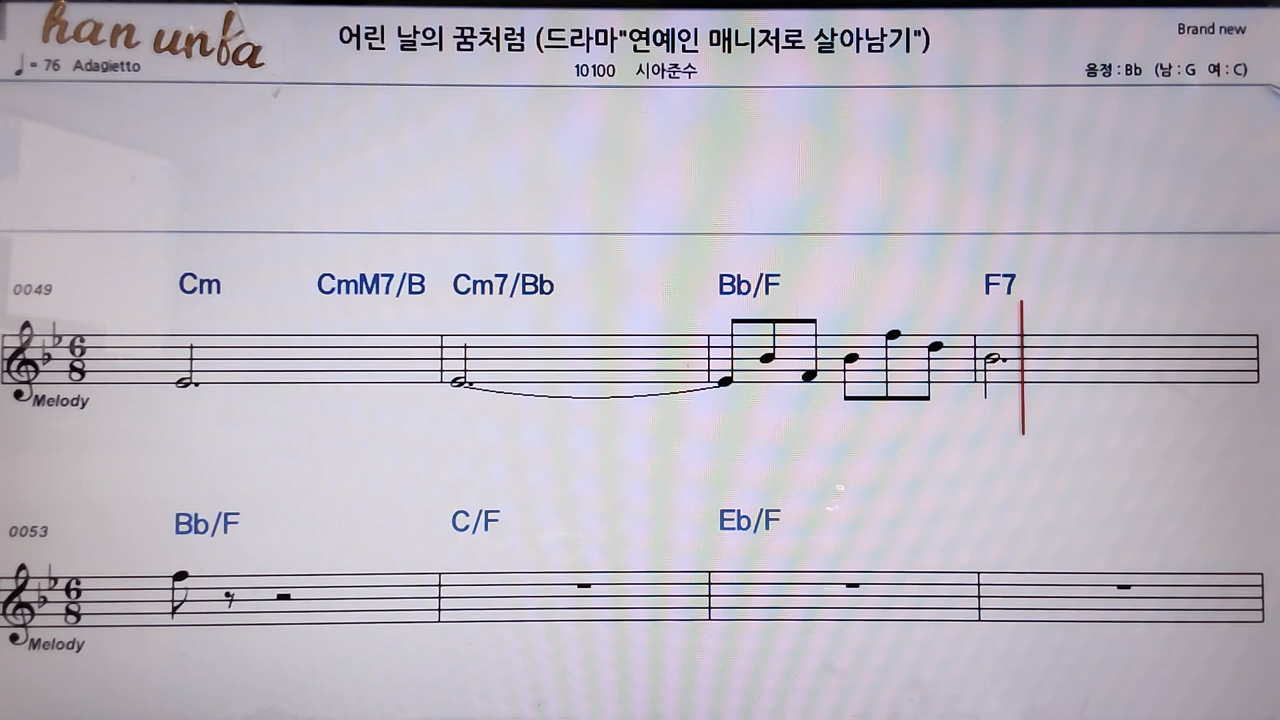 han unfa
어린 날의 꿈처럼 (드라마"연예인 매니저로 살아남기")
Brand new
♩= 76 Adagietto
10100 시아준수
음정 : Bb (남 : G 여 : C)
0049 Cm CmM7/B Cm7/Bb Bb/F F7
6 8
Melody
0053 Bb/F C/F Eb/F
6 8
Melody